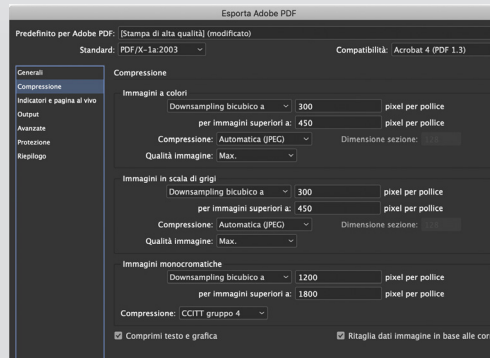 Esporta Adobe PDF
Predefinito per Adobe PDF: [Stampa di alta qualità] (modificato)
Standard: PDF/X-1a:2003 Compatibilità: Acrobat 4 (PDF 1.3)
Generali
Compressione
Indicatori e pagina al vivo
Output
Avanzate
Protezione
Riepilogo
Compressione
Immagini a colori
Downsampling bicubico a 300 pixel per pollice
per immagini superiori a: 450 pixel per pollice
Compressione: Automatica (JPEG) Dimensione sezione: 128
Qualità immagine: Max.
Immagini in scala di grigi
Downsampling bicubico a 300 pixel per pollice
per immagini superiori a: 450 pixel per pollice
Compressione: Automatica (JPEG) Dimensione sezione: 128
Qualità immagine: Max.
Immagini monocromatiche
Downsampling bicubico a 1200 pixel per pollice
per immagini superiori a: 1800 pixel per pollice
Compressione: CCITT gruppo 4
Comprimi testo e grafica Ritaglia dati immagine in base alle cor